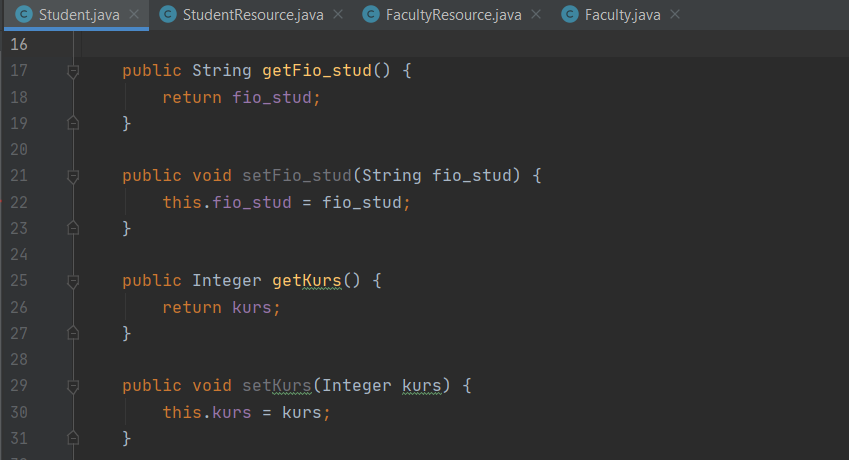 Student.java StudentResource.java FacultyResource.java Faculty.java
16
17 public String getFio_stud() {
18 return fio_stud;
19 }
20
21 public void setFio_stud(String fio_stud) {
22 this.fio_stud = fio_stud;
23 }
24
25 public Integer getKurs() {
26 return kurs;
27 }
28
29 public void setKurs(Integer kurs) {
30 this.kurs = kurs;
31 }